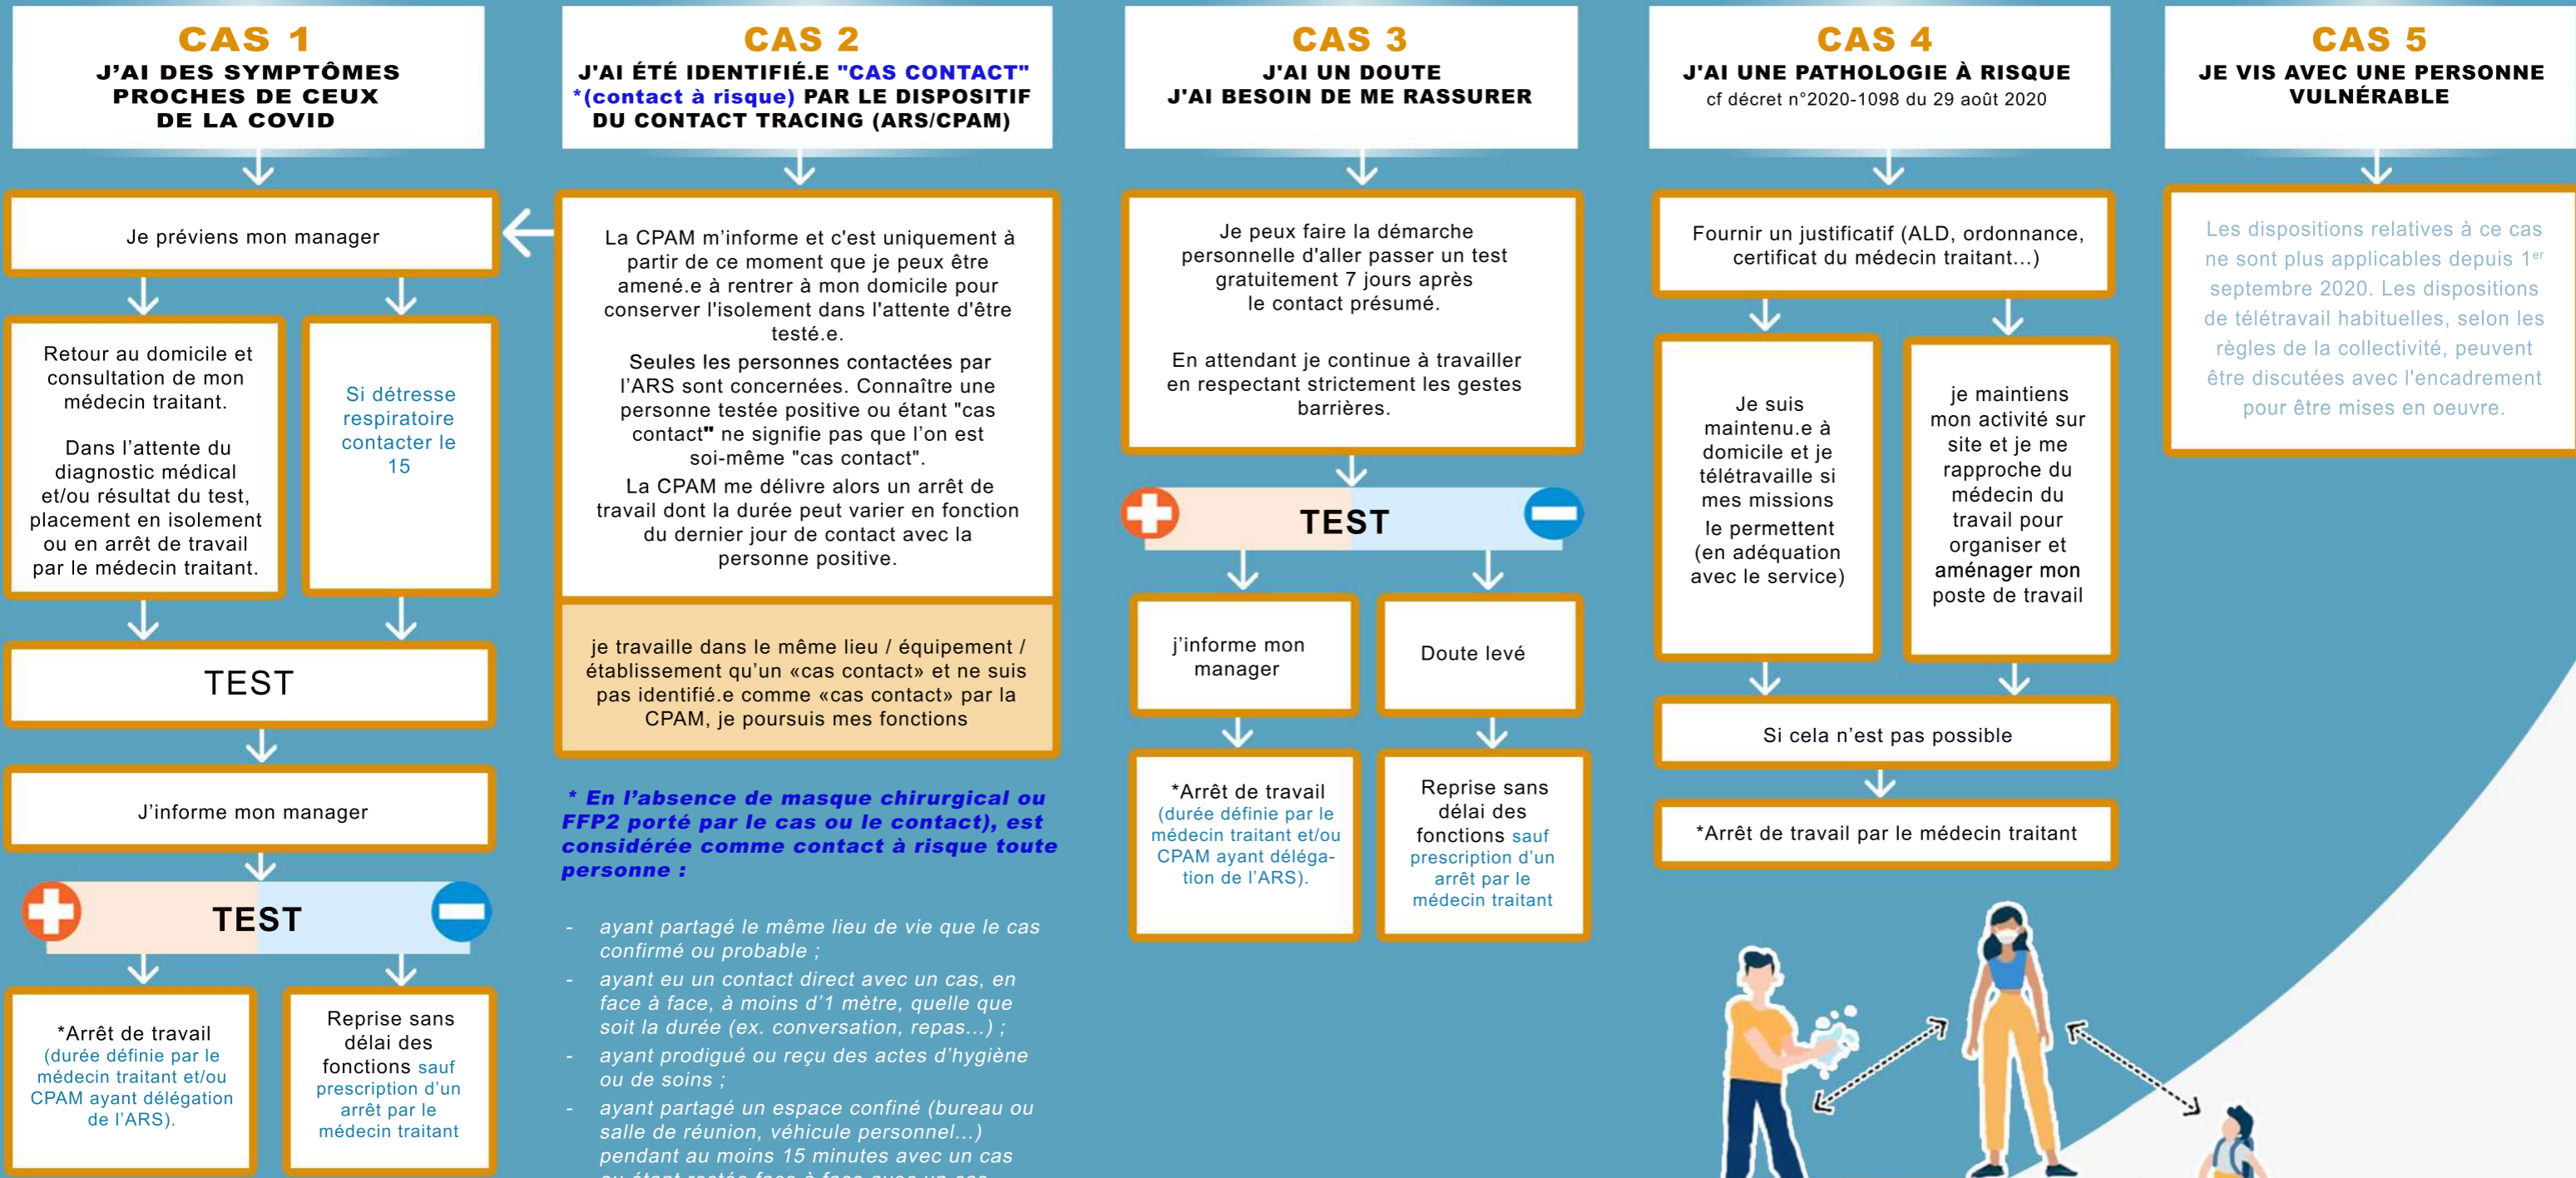 CAS 1
J'AI DES SYMPTÔMES
PROCHES DE CEUX
DE LA COVID
Je préviens mon manager
Retour au domicile et
consultation de mon
médecin traitant.
Dans l'attente du
diagnostic médical
et/ou résultat du test,
placement en isolement
ou en arrêt de travail
par le médecin traitant.
Si détresse
respiratoire
contacter le
15
TEST
J'informe mon manager
TEST
*Arrêt de travail
(durée définie par le
médecin traitant et/ou
CPAM ayant délégation
de l'ARS).
Reprise sans
délai des
fonctions sauf
prescription d'un
arrêt par le
médecin traitant
CAS 2
J'AI ÉTÉ IDENTIFIÉ.E "CAS CONTACT"
*(contact à risque) PAR LE DISPOSITIF
DU CONTACT TRACING (ARS/CPAM)
La CPAM m'informe et c'est uniquement à
partir de ce moment que je peux être
amené.e à rentrer à mon domicile pour
conserver l'isolement dans l'attente d'être
testé.e.
Seules les personnes contactées par
l'ARS sont concernées. Connaître une
personne testée positive ou étant "cas
contact" ne signifie pas que l'on est
soi-même "cas contact".
La CPAM me délivre alors un arrêt de
travail dont la durée peut varier en fonction
du dernier jour de contact avec la
personne positive.
je travaille dans le même lieu / équipement /
établissement qu'un «cas contact» et ne suis
pas identifié.e comme «cas contact» par la
CPAM, je poursuis mes fonctions
* En l'absence de masque chirurgical ou
FFP2 porté par le cas ou le contact), est
considérée comme contact à risque toute
personne :
- ayant partagé le même lieu de vie que le cas
confirmé ou probable ;
- ayant eu un contact direct avec un cas, en
face à face, à moins d'1 mètre, quelle que
soit la durée (ex. conversation, repas...) ;
- ayant prodigué ou reçu des actes d'hygiène
ou de soins ;
- ayant partagé un espace confiné (bureau ou
salle de réunion, véhicule personnel...)
pendant au moins 15 minutes avec un cas
ou étant restée face à face avec un cas
CAS 3
J'AI UN DOUTE
J'AI BESOIN DE ME RASSURER
Je peux faire la démarche
personnelle d'aller passer un test
gratuitement 7 jours après
le contact présumé.
En attendant je continue à travailler
en respectant strictement les gestes
barrières.
TEST
j'informe mon
manager
Doute levé
*Arrêt de travail
(durée définie par le
médecin traitant et/ou
CPAM ayant déléga-
tion de l'ARS).
Reprise sans
délai des
fonctions sauf
prescription d'un
arrêt par le
médecin traitant
CAS 4
J'AI UNE PATHOLOGIE À RISQUE
cf décret n°2020-1098 du 29 août 2020
Fournir un justificatif (ALD, ordonnance,
certificat du médecin traitant...)
Je suis
maintenu.e à
domicile et je
télétravaille si
mes missions
le permettent
(en adéquation
avec le service)
je maintiens
mon activité sur
site et je me
rapproche du
médecin du
travail pour
organiser et
aménager mon
poste de travail
Si cela n'est pas possible
*Arrêt de travail par le médecin traitant
CAS 5
JE VIS AVEC UNE PERSONNE
VULNÉRABLE
Les dispositions relatives à ce cas
ne sont plus applicables depuis 1er
septembre 2020. Les dispositions
de télétravail habituelles, selon les
règles de la collectivité, peuvent
être discutées avec l'encadrement
pour être mises en oeuvre.